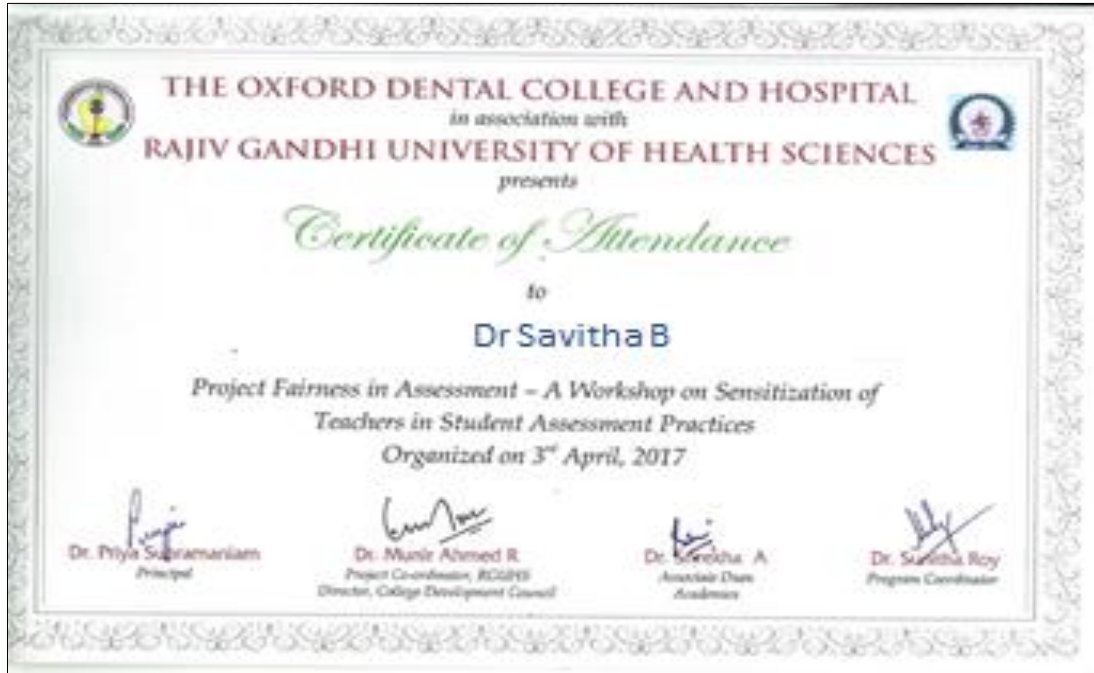 THE OXFORD DENTAL COLLEGE AND HOSPITAL
in association with
RAJIV GANDHI UNIVERSITY OF HEALTH SCIENCES
presents
Certificate of Attendance
to
Dr Savitha B
Project Fairness in Assessment – A Workshop on Sensitization of
Teachers in Student Assessment Practices
Organized on 3rd April, 2017
Dr. Priya Subramaniam
Principal
Dr. Munir Ahmed R
Project Co-ordinator, RGUHS
Director, College Development Council
Dr. Surekha A
Associate Dean
Academics
Dr. Sunitha Roy
Program Coordinator